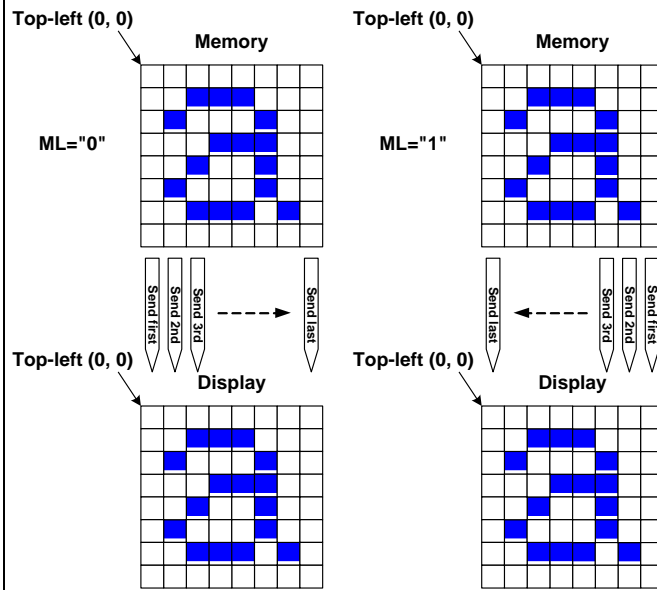 Top-left (0, 0)
Memory
ML="0"
Send first
Send 2nd
Send 3rd
Send last
Top-left (0, 0)
Display
Top-left (0, 0)
Memory
ML="1"
Send last
Send 3rd
Send 2nd
Send first
Top-left (0, 0)
Display